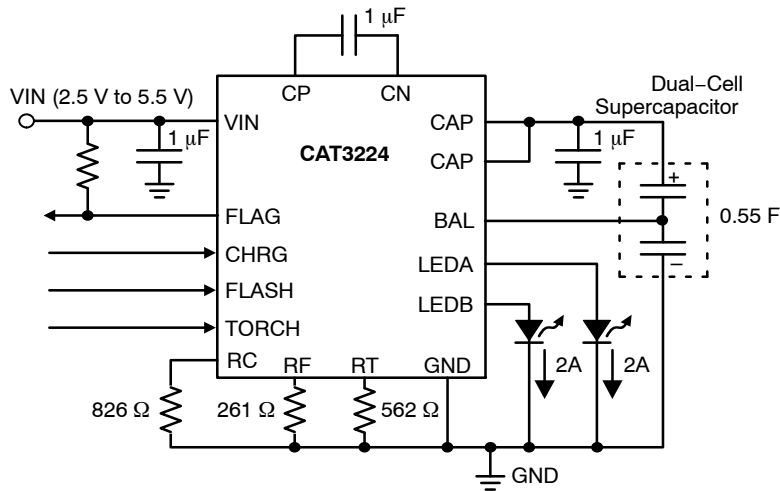 1 μF
CP
CN
VIN (2.5 V to 5.5 V)
Dual−Cell
Supercapacitor
VIN
1 μF
CAT3224
CAP
CAP
1 μF
+
0.55 F
FLAG
BAL
−
CHRG
LEDA
FLASH
LEDB
TORCH
2A
2A
RC
RF
RT
GND
826 Ω
261 Ω
562 Ω
GND